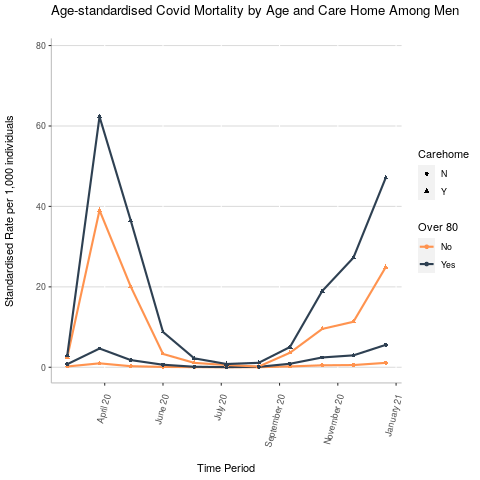 Age-standardised Covid Mortality by Age and Care Home Among Men
Standardised Rate per 1,000 individuals
80
60
40
20
0
April 20
June 20
July 20
September 20
November 20
January 21
Time Period
Carehome
N
Y
Over 80
No
Yes